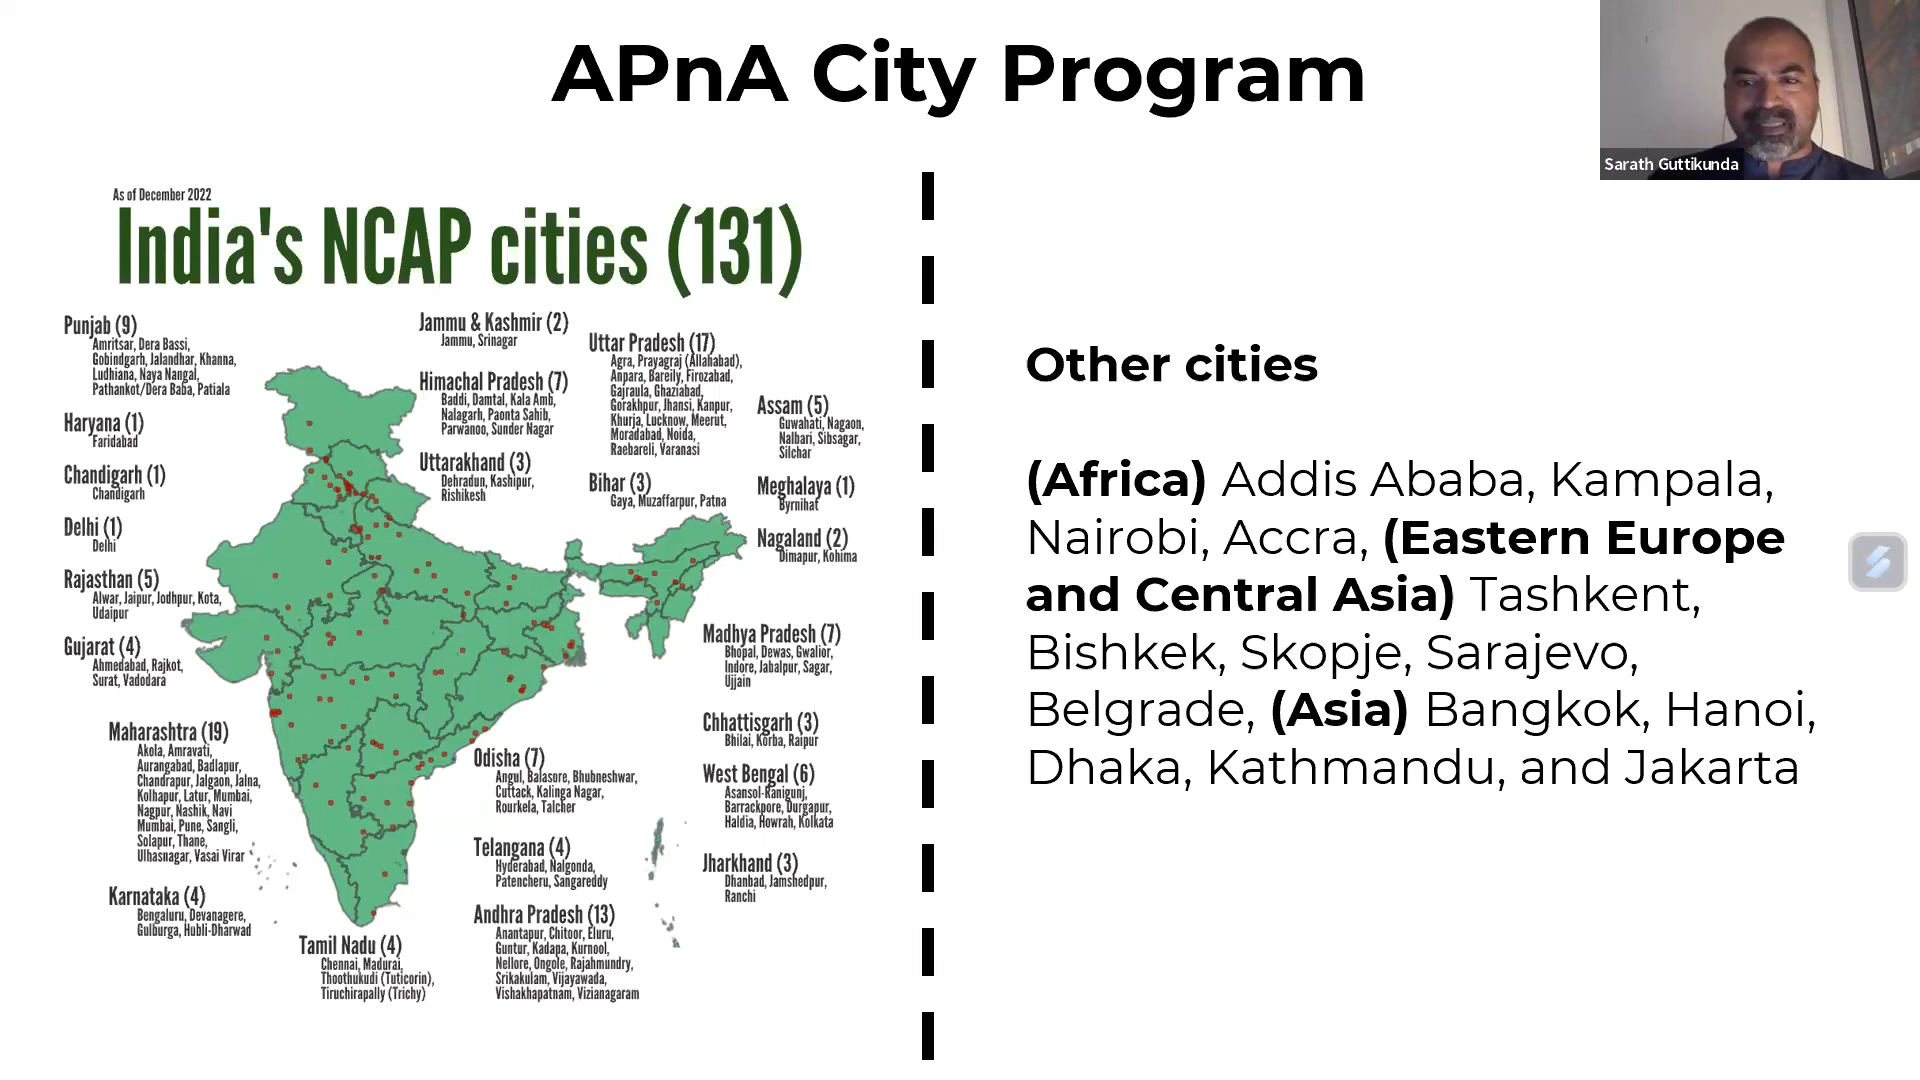 APnA City Program
Sarath Guttikunda
As of December 2022
India's NCAP cities (131)
Punjab (9)
Amritsar, Dera Bassi,
Gobindgarh, Jalandhar, Khanna,
Ludhiana, Naya Nangal,
Pathankot/Dera Baba, Patiala
Haryana (1)
Faridabad
Chandigarh (1)
Chandigarh
Delhi (1)
Delhi
Rajasthan (5)
Alwar, Jaipur, Jodhpur, Kota,
Udaipur
Gujarat (4)
Ahmedabad, Rajkot,
Surat, Vadodara
Maharashtra (19)
Akola, Amravati,
Aurangabad, Badlapur,
Chandrapur, Jalgaon, Jalna,
Kolhapur, Latur, Mumbai,
Nagpur, Nashik, Navi
Mumbai, Pune, Sangli,
Solapur, Thane,
Ulhasnagar, Vasai Virar
Karnataka (4)
Bengaluru, Devanagere,
Gulburga, Hubli-Dharwad
Tamil Nadu (4)
Chennai, Madurai,
Thoothukudi (Tuticorin),
Tiruchirapally (Trichy)
Jammu & Kashmir (2)
Jammu, Srinagar
Himachal Pradesh (7)
Baddi, Damtal, Kala Amb,
Nalagarh, Paonta Sahib,
Parwanoo, Sunder Nagar
Uttarakhand (3)
Dehradun, Kashipur,
Rishikesh
Uttar Pradesh (17)
Agra, Prayagraj (Allahabad),
Anpara, Bareily, Firozabad,
Gajraula, Ghaziabad,
Gorakhpur, Jhansi, Kanpur,
Khurja, Lucknow, Meerut,
Moradabad, Noida,
Raebareli, Varanasi
Bihar (3)
Gaya, Muzaffarpur, Patna
Assam (5)
Guwahati, Nagaon,
Nalbari, Sibsagar,
Silchar
Meghalaya (1)
Byrnihat
Nagaland (2)
Dimapur, Kohima
Madhya Pradesh (7)
Bhopal, Dewas, Gwalior,
Indore, Jabalpur, Sagar,
Ujjain
Chhattisgarh (3)
Bhilai, Korba, Raipur
West Bengal (6)
Asansol-Ranigunj,
Barrackpore, Durgapur,
Haldia, Howrah, Kolkata
Jharkhand (3)
Dhanbad, Jamshedpur,
Ranchi
Odisha (7)
Angul, Balasore, Bhubneshwar,
Cuttack, Kalinga Nagar,
Rourkela, Talcher
Telangana (4)
Hyderabad, Nalgonda,
Patencheru, Sangareddy
Andhra Pradesh (13)
Anantapur, Chitoor, Eluru,
Guntur, Kadapa, Kurnool,
Nellore, Ongole, Rajahmundry,
Srikakulam, Vijayawada,
Vishakhapatnam, Vizianagaram
Other cities
(Africa) Addis Ababa, Kampala,
Nairobi, Accra, (Eastern Europe
and Central Asia) Tashkent,
Bishkek, Skopje, Sarajevo,
Belgrade, (Asia) Bangkok, Hanoi,
Dhaka, Kathmandu, and Jakarta